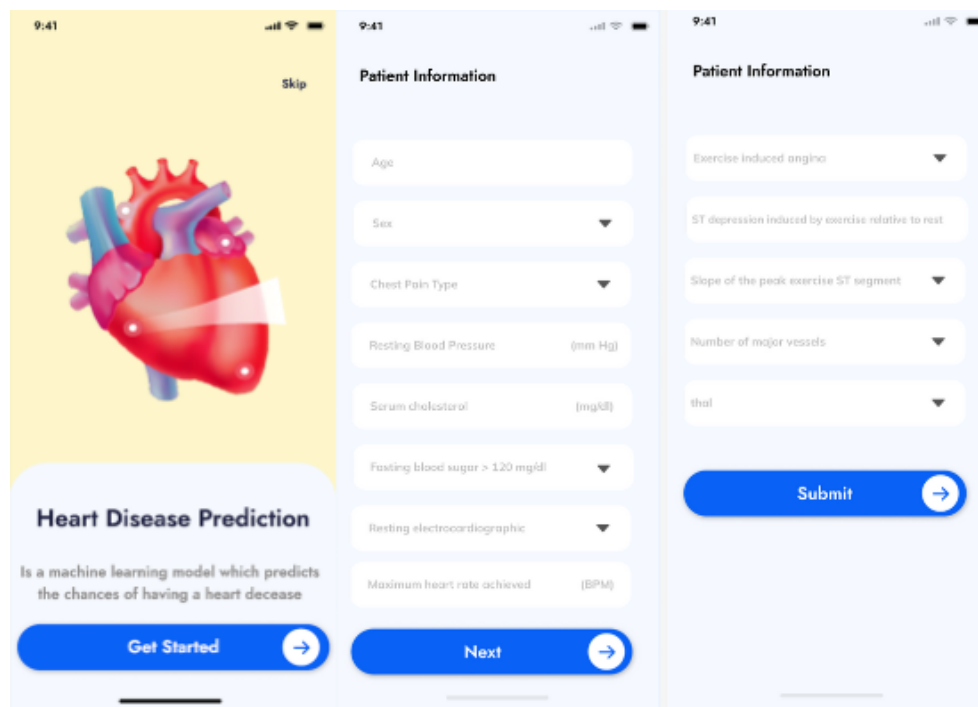 9:41
Skip
Heart Disease Prediction
Is a machine learning model which predicts
the chances of having a heart decease
Get Started
9:41
Patient Information
Age
Sex
Chest Pain Type
Resting Blood Pressure (mm Hg)
Serum cholesterol (mg/dl)
Fasting blood sugar > 120 mg/dl
Resting electrocardiographic
Maximum heart rate achieved (BPM)
Next
9:41
Patient Information
Exercise induced angina
ST depression induced by exercise relative to rest
Slope of the peak exercise ST segment
Number of major vessels
thal
Submit